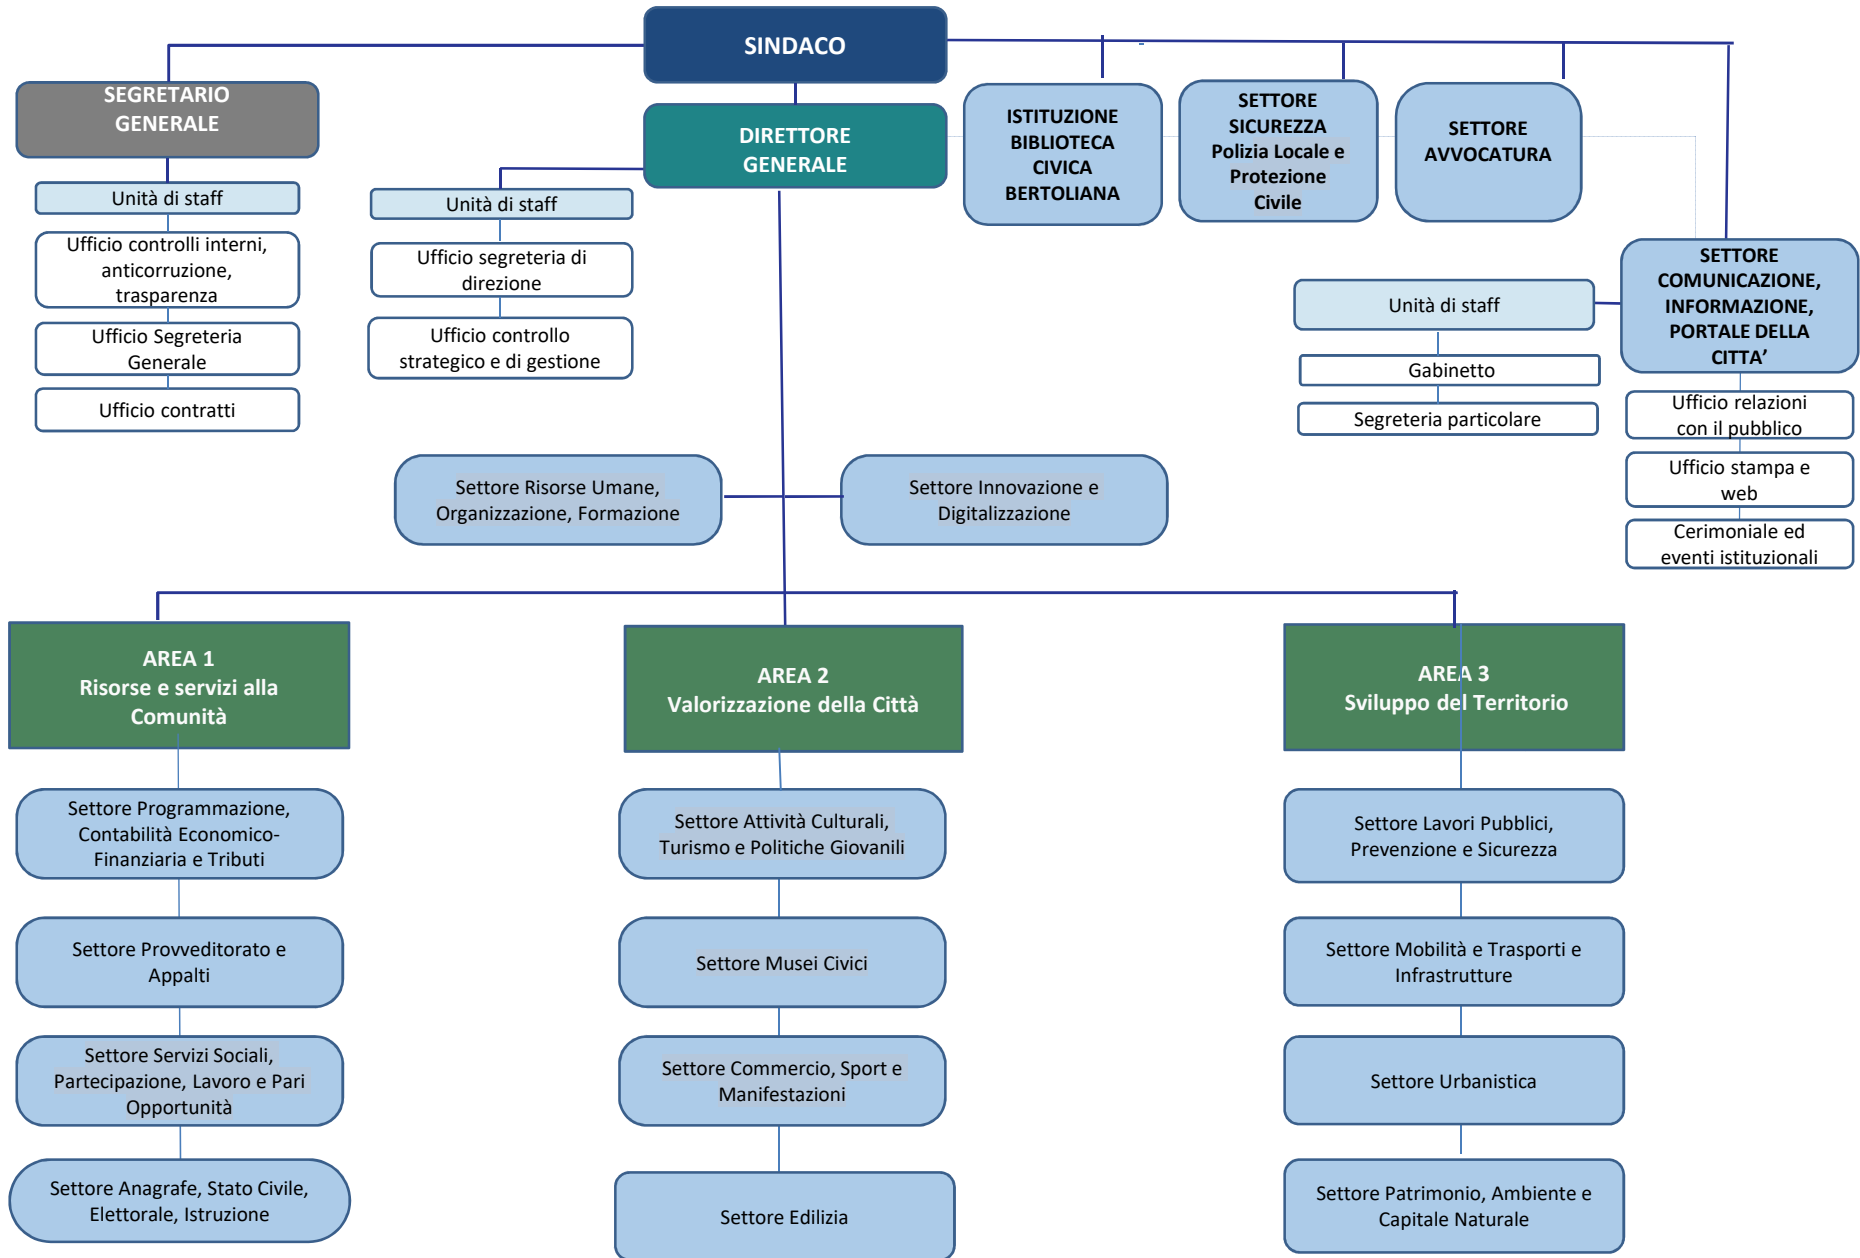 SINDACO
SEGRETARIO
GENERALE
DIRETTORE
GENERALE
ISTITUZIONE
BIBLIOTECA
CIVICA
BERTOLIANA
SETTORE
SICUREZZA
Polizia Locale e
Protezione
Civile
SETTORE
AVVOCATURA
Unità di staff
Ufficio controlli interni,
anticorruzione,
trasparenza
Ufficio Segreteria
Generale
Ufficio contratti
Unità di staff
Ufficio segreteria di
direzione
Ufficio controllo
strategico e di gestione
SETTORE
COMUNICAZIONE,
INFORMAZIONE,
PORTALE DELLA
CITTA’
Unità di staff
Gabinetto
Segreteria particolare
Ufficio relazioni
con il pubblico
Ufficio stampa e
web
Cerimoniale ed
eventi istituzionali
Settore Risorse Umane,
Organizzazione, Formazione
Settore Innovazione e
Digitalizzazione
AREA 1
Risorse e servizi alla
Comunità
Settore Programmazione,
Contabilità Economico-
Finanziaria e Tributi
Settore Provveditorato e
Appalti
Settore Servizi Sociali,
Partecipazione, Lavoro e Pari
Opportunità
Settore Anagrafe, Stato Civile,
Elettorale, Istruzione
AREA 2
Valorizzazione della Città
Settore Attività Culturali,
Turismo e Politiche Giovanili
Settore Musei Civici
Settore Commercio, Sport e
Manifestazioni
Settore Edilizia
AREA 3
Sviluppo del Territorio
Settore Lavori Pubblici,
Prevenzione e Sicurezza
Settore Mobilità e Trasporti e
Infrastrutture
Settore Urbanistica
Settore Patrimonio, Ambiente e
Capitale Naturale